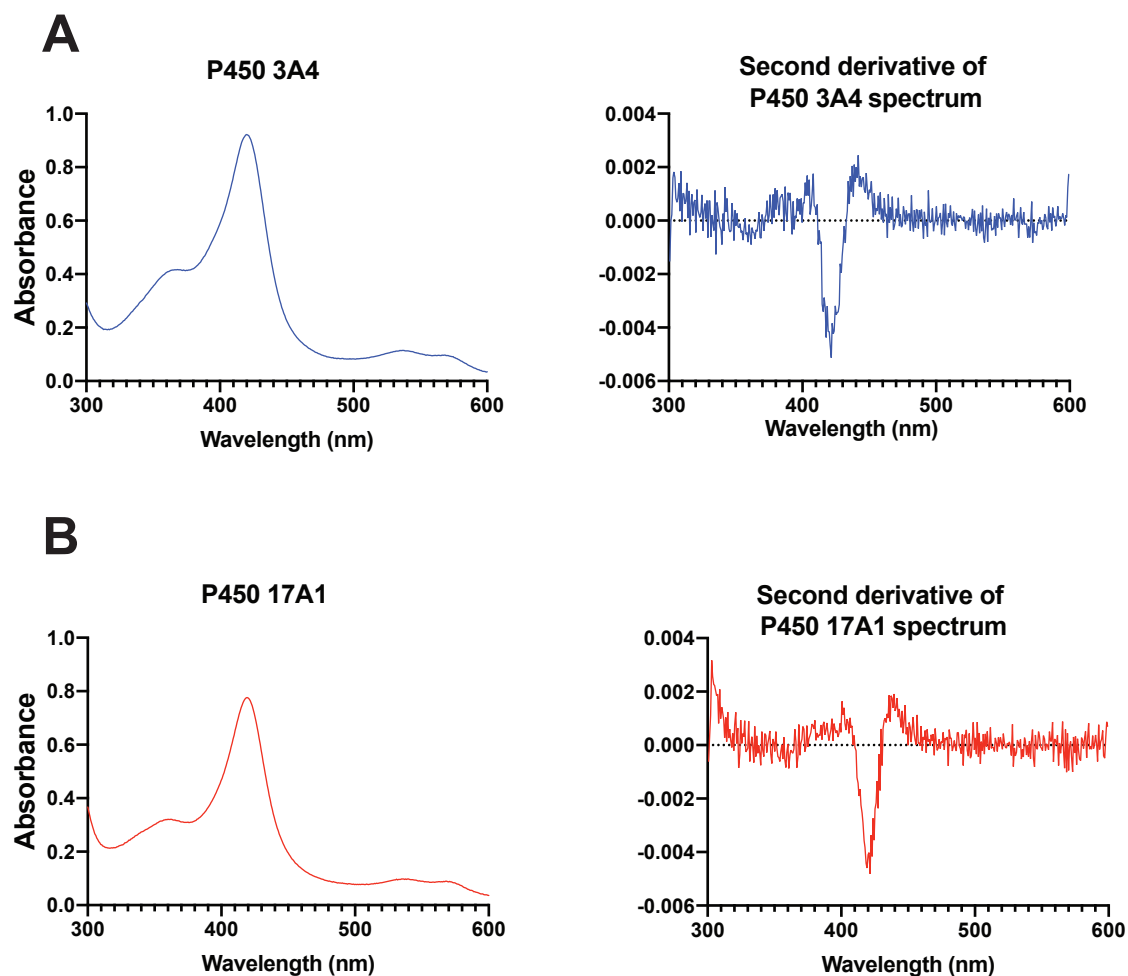 A
P450 3A4
Absorbance
1.0
0.8
0.6
0.4
0.2
0.0
300
400
500
600
Wavelength (nm)
Second derivative of
P450 3A4 spectrum
0.004
0.002
0.000
-0.002
-0.004
-0.006
300
400
500
600
Wavelength (nm)
B
P450 17A1
Absorbance
1.0
0.8
0.6
0.4
0.2
0.0
300
400
500
600
Wavelength (nm)
Second derivative of
P450 17A1 spectrum
0.004
0.002
0.000
-0.002
-0.004
-0.006
300
400
500
600
Wavelength (nm)